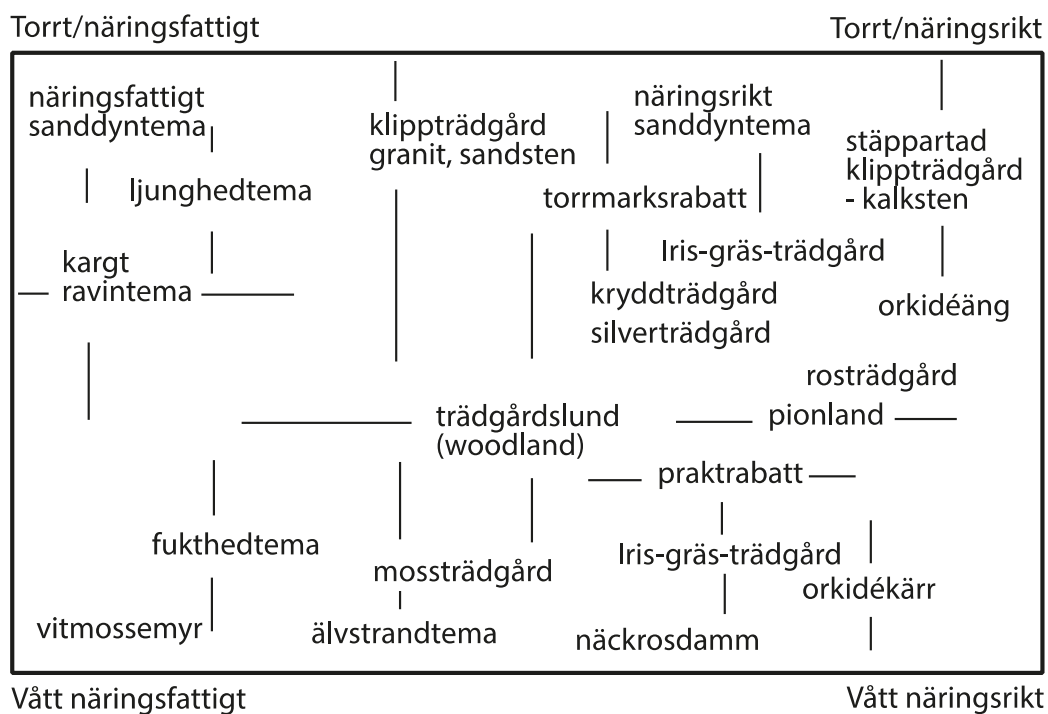 Torrt/näringsfattigt
Torrt/näringsrikt
näringsfattigt
sanddyntema
klippträdgård
granit, sandsten
näringsrikt
sanddyntema
stäppartad
klippträdgård
- kalksten
ljunghedtema
torrmarksrabatt
kargt
ravintema
Iris-gräs-trädgård
kryddträdgård
silverträdgård
orkidéäng
rosträdgård
trädgårdslund
(woodland)
pionland
praktrabatt
fukthedtema
mossträdgård
Iris-gräs-trädgård
orkidékärr
vitmossemyr
älvstrandtema
näckrosdamm
Vått näringsfattigt
Vått näringsrikt